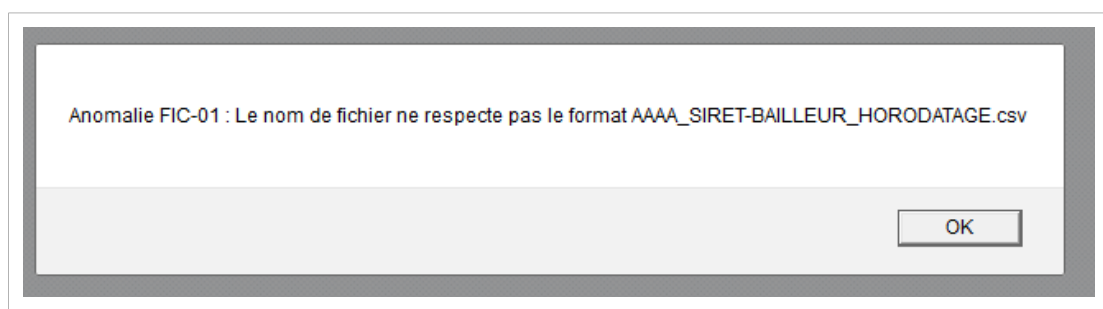 Anomalie FIC-01 : Le nom de fichier ne respecte pas le format AAAA_SIRET-BAILLEUR_HORODATAGE.csv
OK